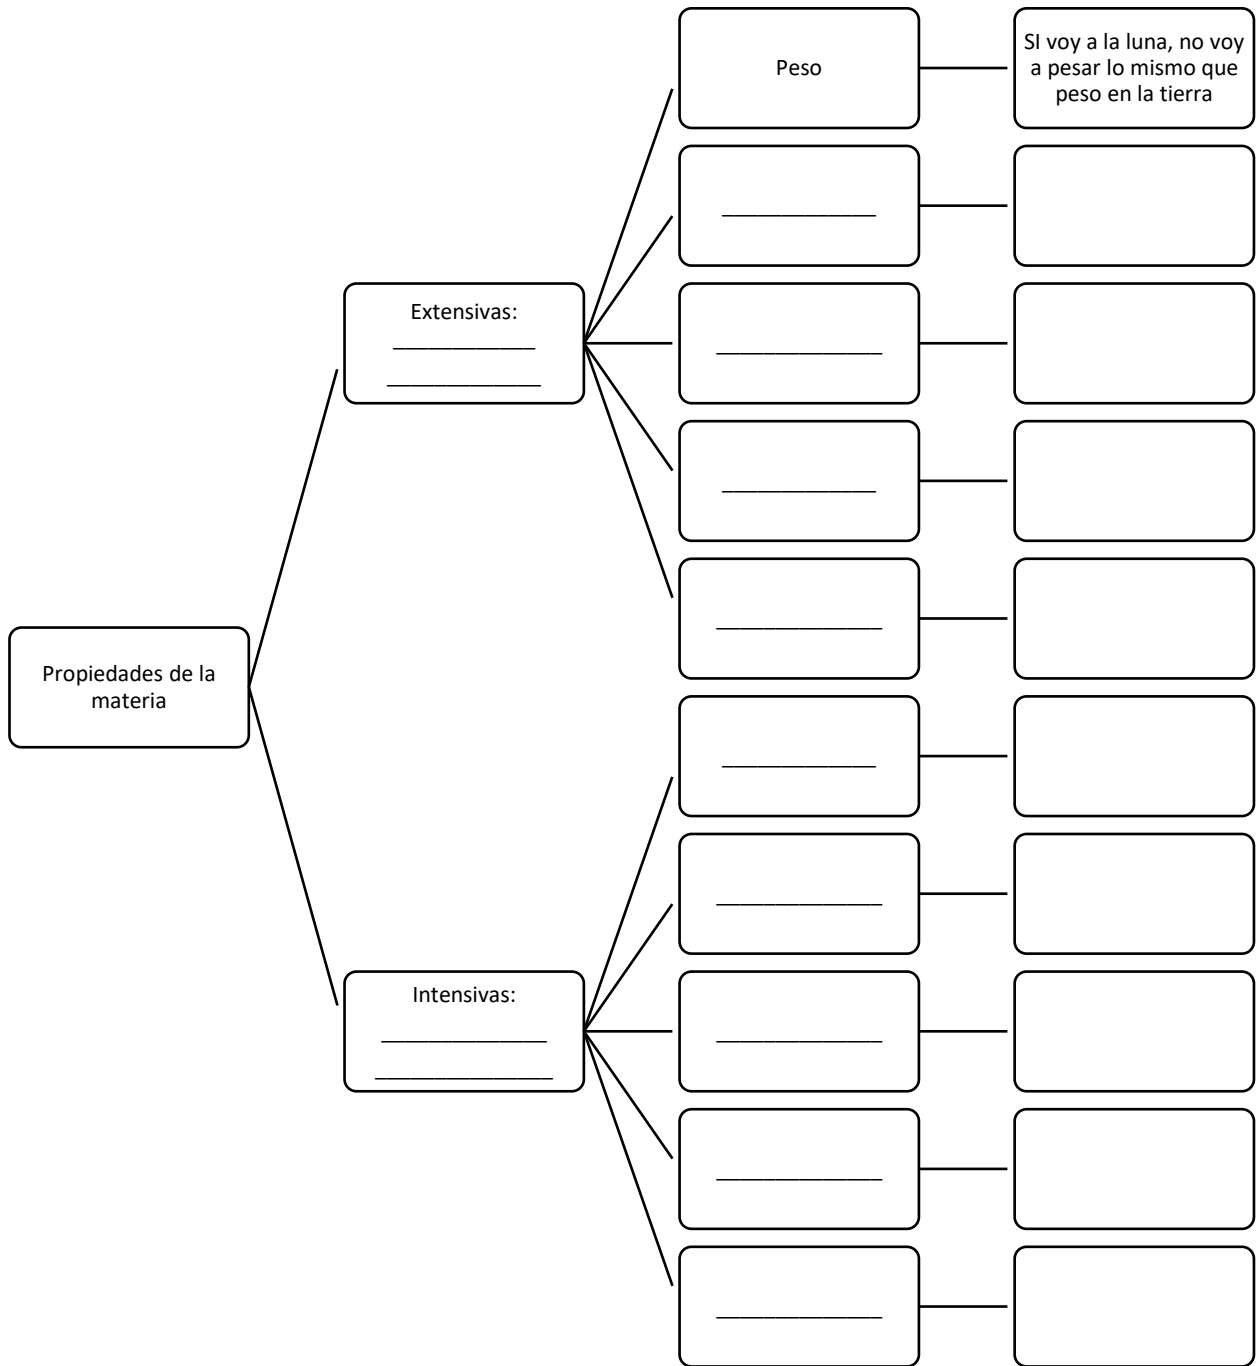 Peso
SI voy a la luna, no voy
a pesar lo mismo que
peso en la tierra
Extensivas:
Propiedades de la
materia
Intensivas: